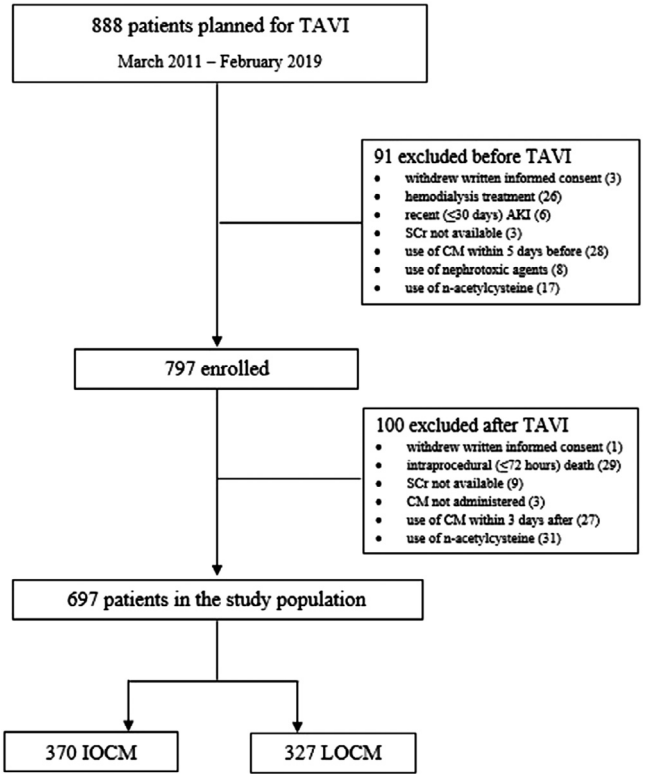 888 patients planned for TAVI
March 2011 – February 2019
91 excluded before TAVI
• withdrew written informed consent (3)
• hemodialysis treatment (26)
• recent (≤30 days) AKI (6)
• SCr not available (3)
• use of CM within 5 days before (28)
• use of nephrotoxic agents (8)
• use of n-acetylcysteine (17)
797 enrolled
100 excluded after TAVI
• withdrew written informed consent (1)
• intraprocedural (≤72 hours) death (29)
• SCr not available (9)
• CM not administered (3)
• use of CM within 3 days after (27)
• use of n-acetylcysteine (31)
697 patients in the study population
370 IOCM
327 LOCM